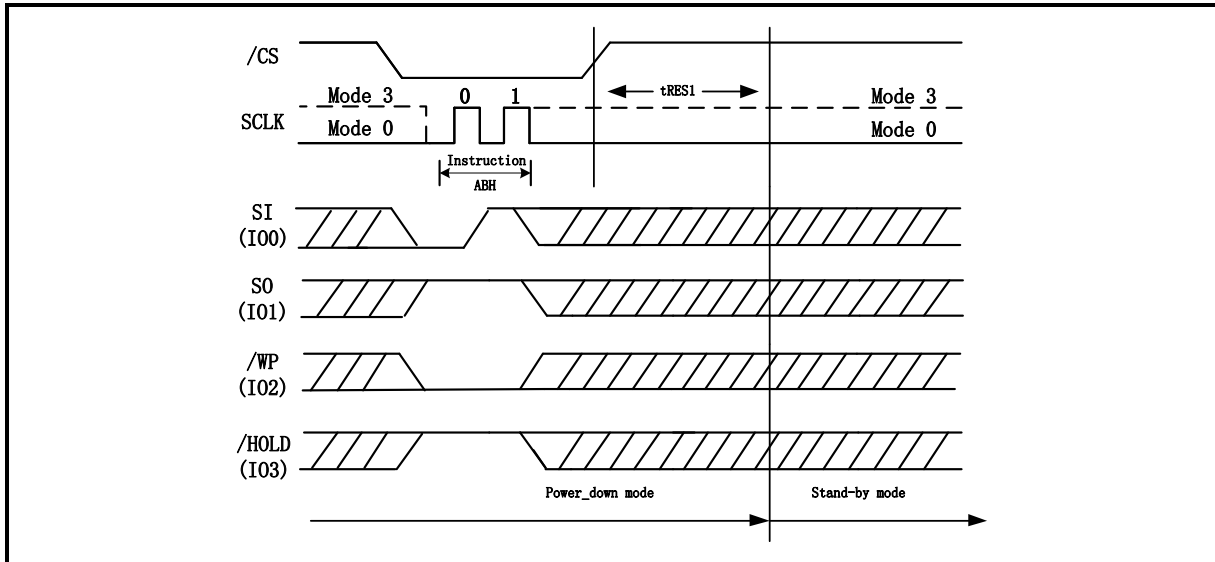 /CS
tRES1
Mode 3 0 1 Mode 3
SCLK
Mode 0 Mode 0
Instruction
ABH
SI
(IO0)
SO
(IO1)
/WP
(IO2)
/HOLD
(IO3)
Power_down mode Stand-by mode